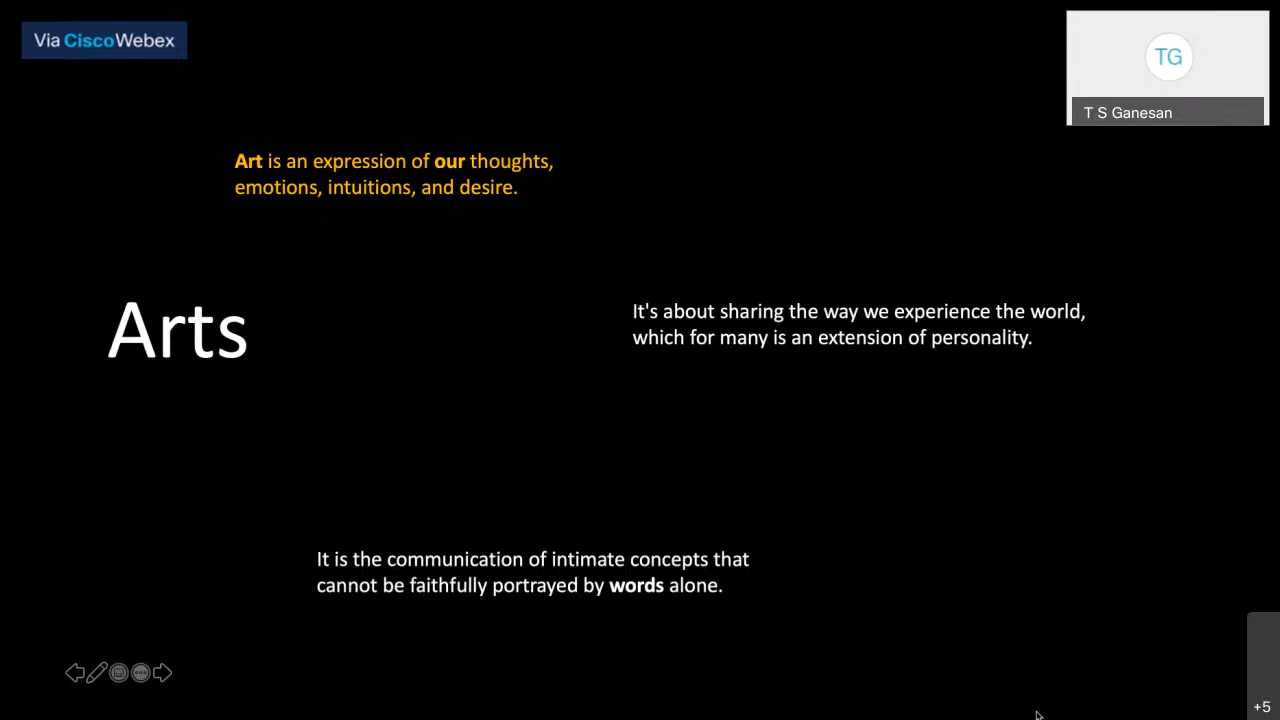 Via CiscoWebex
TG
T S Ganesan
Art is an expression of our thoughts,
emotions, intuitions, and desire.
Arts
It's about sharing the way we experience the world,
which for many is an extension of personality.
It is the communication of intimate concepts that
cannot be faithfully portrayed by words alone.
+5